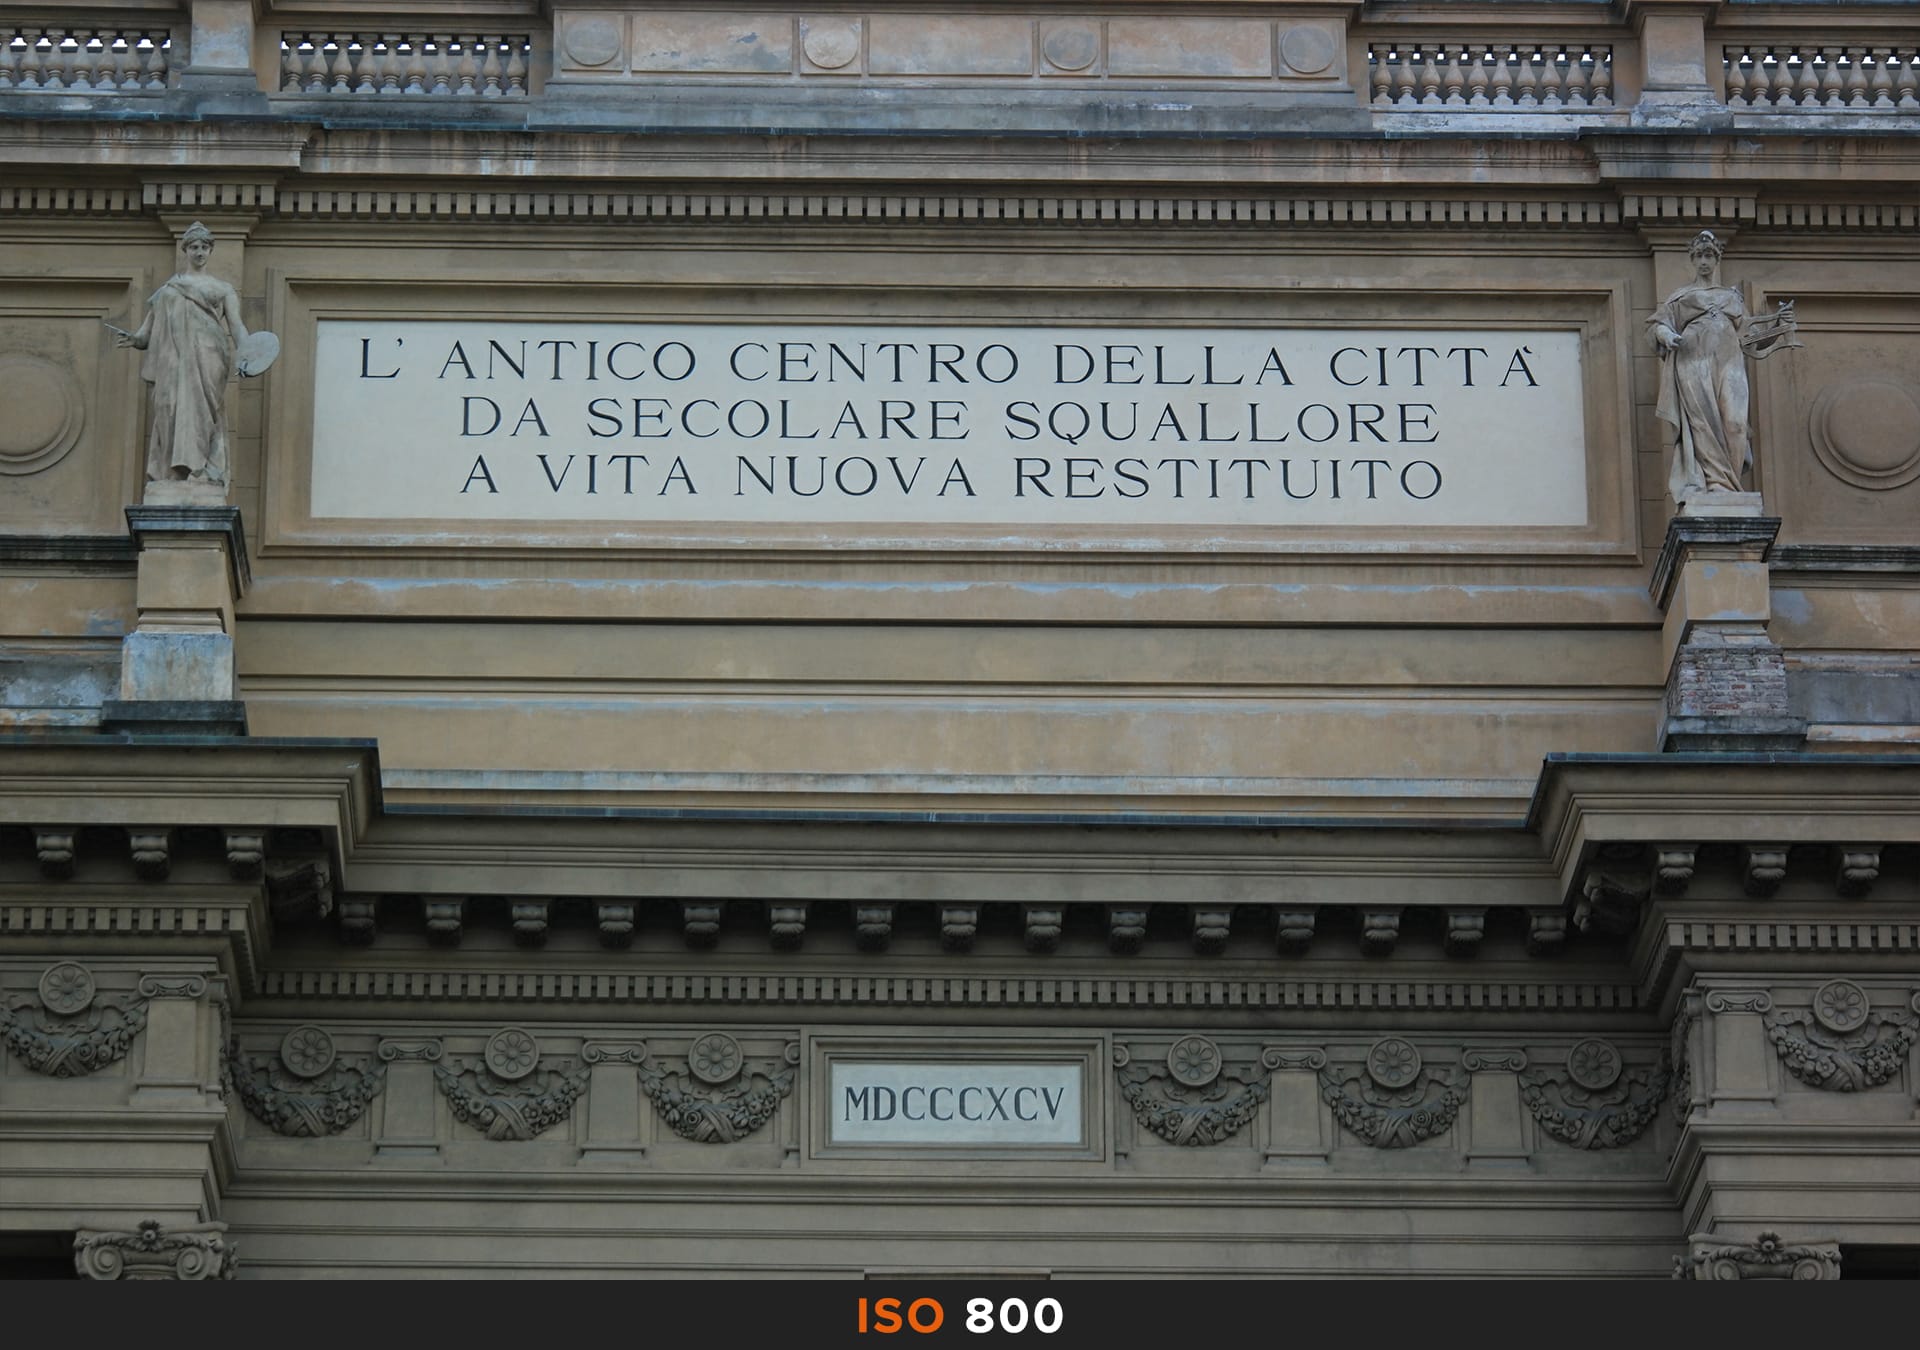 L' ANTICO CENTRO DELLA CITTÀ
DA SECOLARE SQUALLORE
A VITA NUOVA RESTITUITO
MDCCCXCV
ISO 800